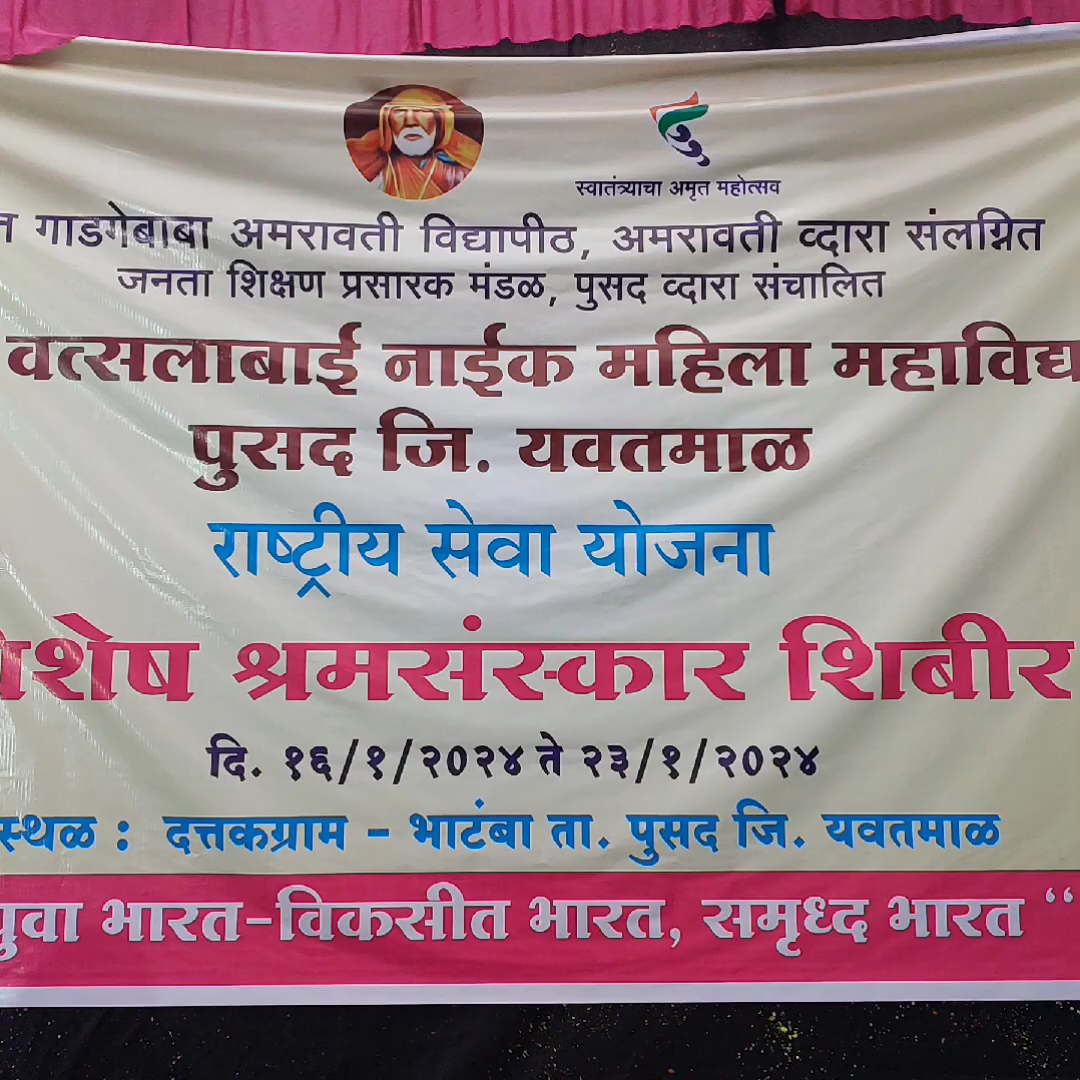 स्वातंत्र्याचा अमृत महोत्सव
गाडगेबाबा अमरावती विद्यापीठ, अमरावती व्दारा संलग्नित
जनता शिक्षण प्रसारक मंडळ, पुसद व्दारा संचालित
वत्सलाबाई नाईक महिला महाविद्य
पुसद जि. यवतमाळ
राष्ट्रीय सेवा योजना
शेष श्रमसंस्कार शिबीर
दि. १६/१/२०२४ ते २३/१/२०२४
स्थळ : दत्तकग्राम - भाटंबा ता. पुसद जि. यवतमाळ
युवा भारत-विकसीत भारत, समृध्द भारत “